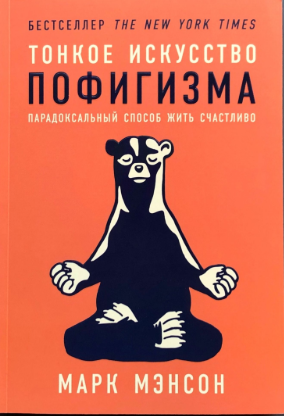 БЕСТСЕЛЛЕР THE NEW YORK TIMES
ТОНКОЕ ИСКУССТВО
ПОФИГИЗМА
ПАРАДОКСАЛЬНЫЙ СПОСОБ ЖИТЬ СЧАСТЛИВО
МАРК МЭНСОН